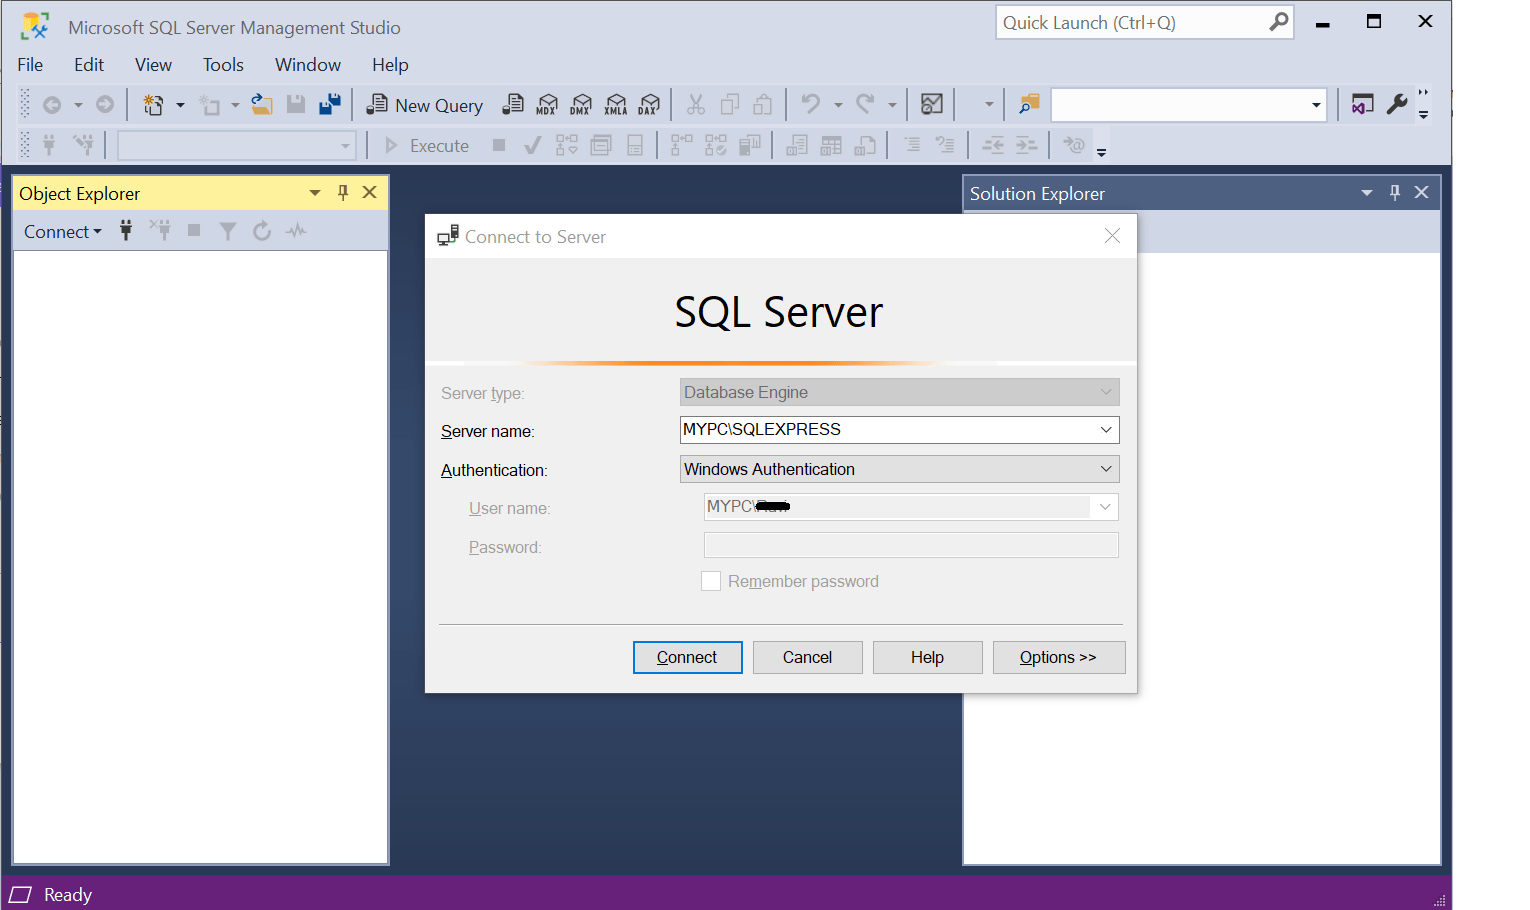 Microsoft SQL Server Management Studio
Quick Launch (Ctrl+Q)
File Edit View Tools Window Help
New Query MDX DMX XMLA DAX
Execute
Object Explorer
Solution Explorer
Connect
Connect to Server
SQL Server
Server type: Database Engine
Server name: MYPC\SQLEXPRESS
Authentication: Windows Authentication
User name: MYPC\
Password:
Remember password
Connect Cancel Help Options >>
Ready